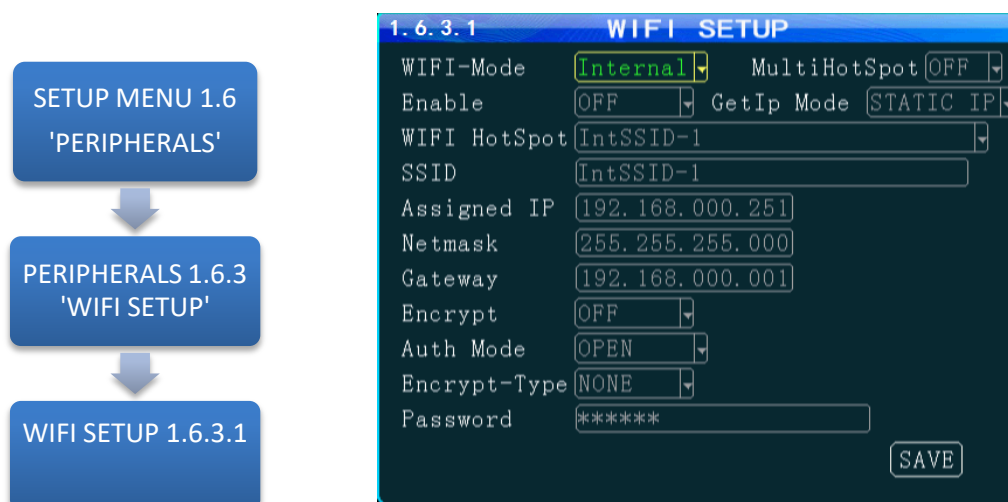 SETUP MENU 1.6
'PERIPHERALS'
PERIPHERALS 1.6.3
'WIFI SETUP'
WIFI SETUP 1.6.3.1
1.6.3.1 WIFI SETUP
WIFI-Mode Internal MultiHotSpot OFF
Enable OFF GetIp Mode STATIC IP
WIFI HotSpot IntSSID-1
SSID IntSSID-1
Assigned IP 192.168.000.251
Netmask 255.255.255.000
Gateway 192.168.000.001
Encrypt OFF
Auth Mode OPEN
Encrypt-Type NONE
Password ******
SAVE